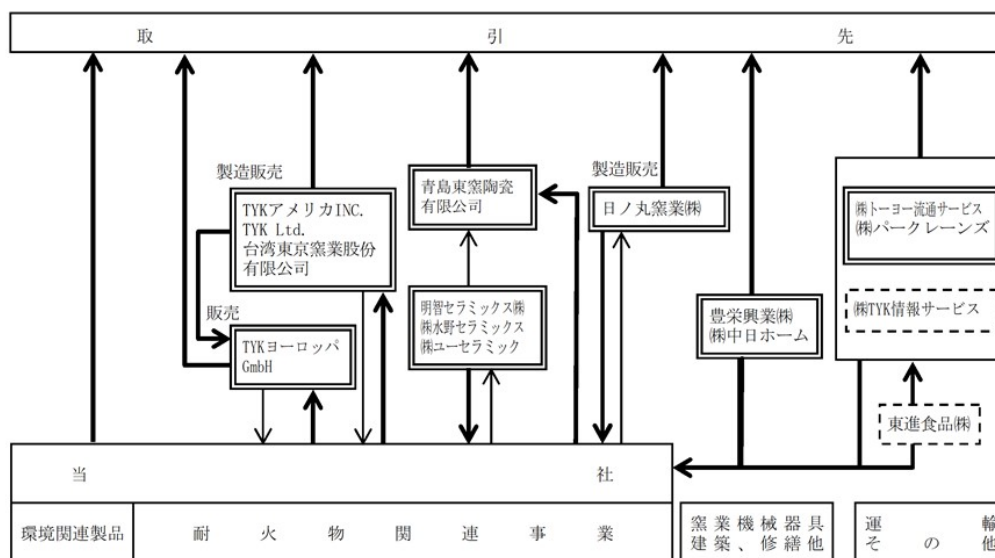 取引先
製造販売
TYKアメリカINC.
TYK Ltd.
台湾東京窯業股份
有限公司
販売
TYKヨーロッパ
GmbH
青島東窯陶瓷
有限公司
明智セラミックス㈱
㈱水野セラミックス
㈱ユーセラミック
製造販売
日ノ丸窯業㈱
豊栄興業㈱
㈱中日ホーム
㈱トーヨー流通サービス
㈱パークレーンズ
㈱TYK情報サービス
東進食品㈱
当社
環境関連製品
耐火物関連事業
窯業機械器具
建築、修繕他
運輸
その他